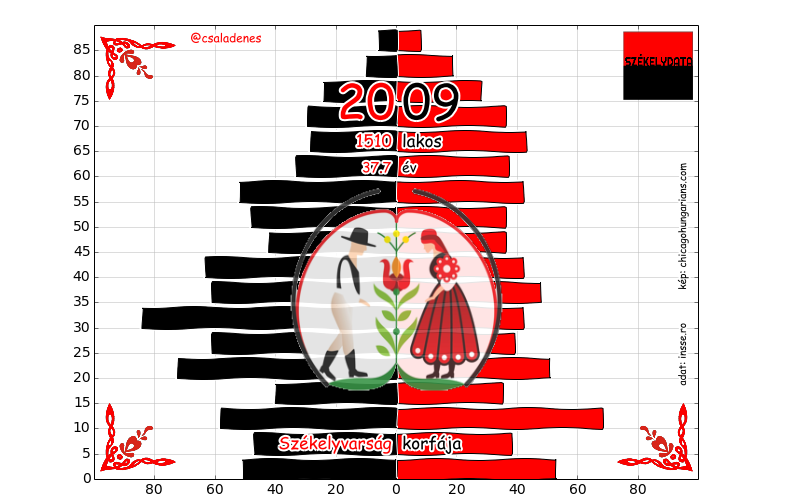 @csaladenes
SZÉKELYDATA
2009
1510 lakos
37.7 év
kép: chicagohungarians.com
adat: insse.ro
Székelyvarság korfája
85
80
75
70
65
60
55
50
45
40
35
30
25
20
15
10
5
0
80 60 40 20 0 20 40 60 80